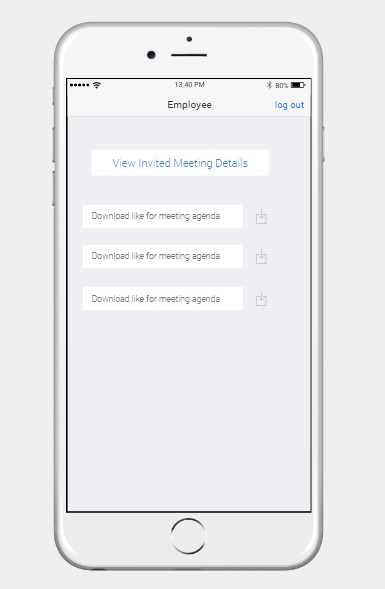 13:40 PM
80%
Employee
log out
View Invited Meeting Details
Download like for meeting agenda
Download like for meeting agenda
Download like for meeting agenda